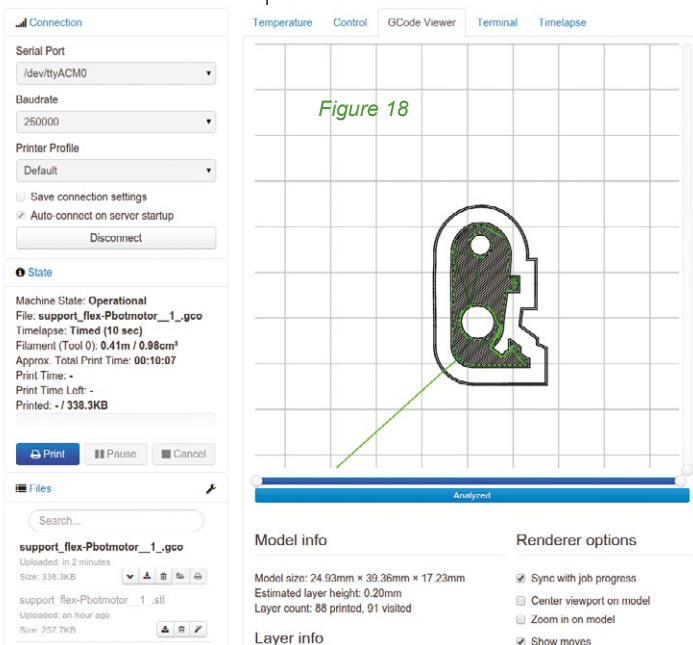 Connection
Serial Port
/dev/ttyACM0
Baudrate
250000
Printer Profile
Default
Save connection settings
Auto-connect on server startup
Disconnect
State
Machine State: Operational
File: support_flex-Pbotmotor__1_.gco
Timelapse: Timed (10 sec)
Filament (Tool 0): 0.41m / 0.98cm³
Approx. Total Print Time: 00:10:07
Print Time: -
Print Time Left: -
Printed: - / 338.3KB
Print Pause Cancel
Files
Search...
support_flex-Pbotmotor__1_.gco
Uploaded: in 2 minutes
Size: 338.3KB
support_flex-Pbotmotor__1_.stl
Uploaded: an hour ago
Size: 257.7KB
Temperature Control GCode Viewer Terminal Timelapse
Figure 18
Analyzed
Model info
Model size: 24.93mm × 39.36mm × 17.23mm
Estimated layer height: 0.20mm
Layer count: 88 printed, 91 visited
Layer info
Renderer options
Sync with job progress
Center viewport on model
Zoom in on model
Show moves